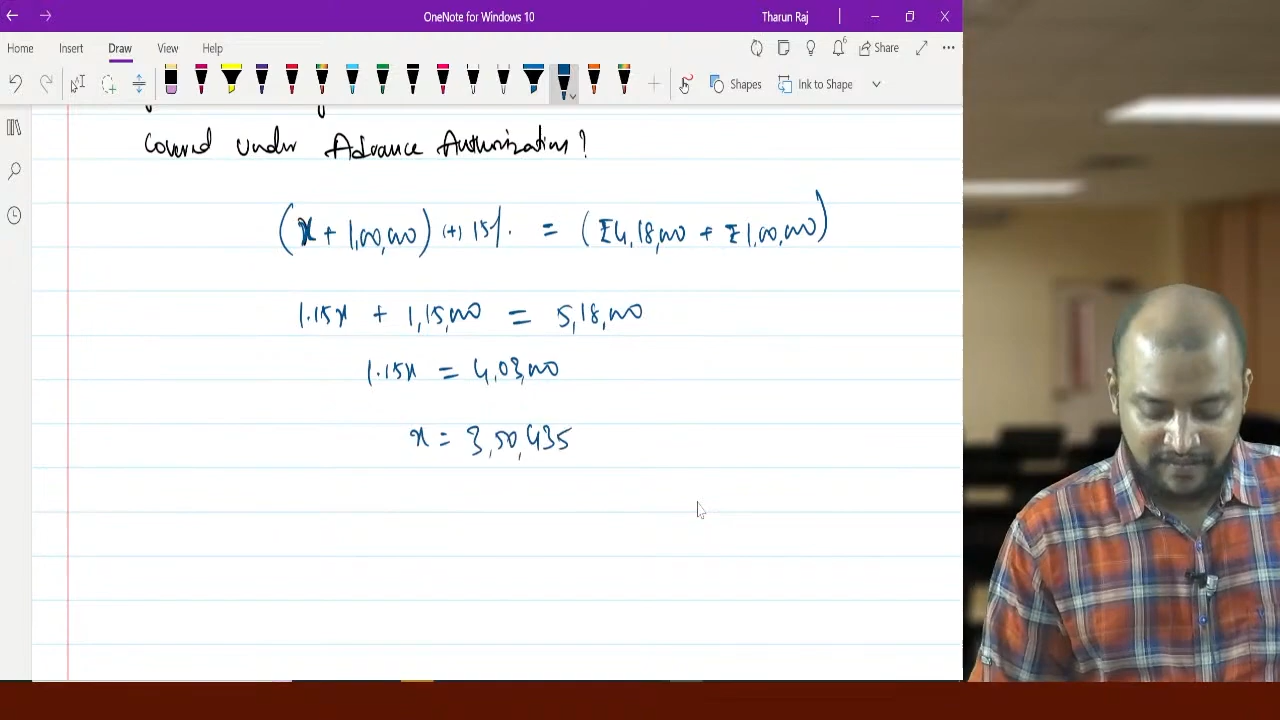 OneNote for Windows 10
Tharun Raj
Home Insert Draw View Help
6
Share
Shapes
Ink to Shape
covered under Advance Authorization?
(x + 1,00,000) (+) 15%. = (₹4,18,000 + ₹1,00,000)
1.15x + 1,15,000 = 5,18,000
1.15x = 4,03,000
x = 3,50,435